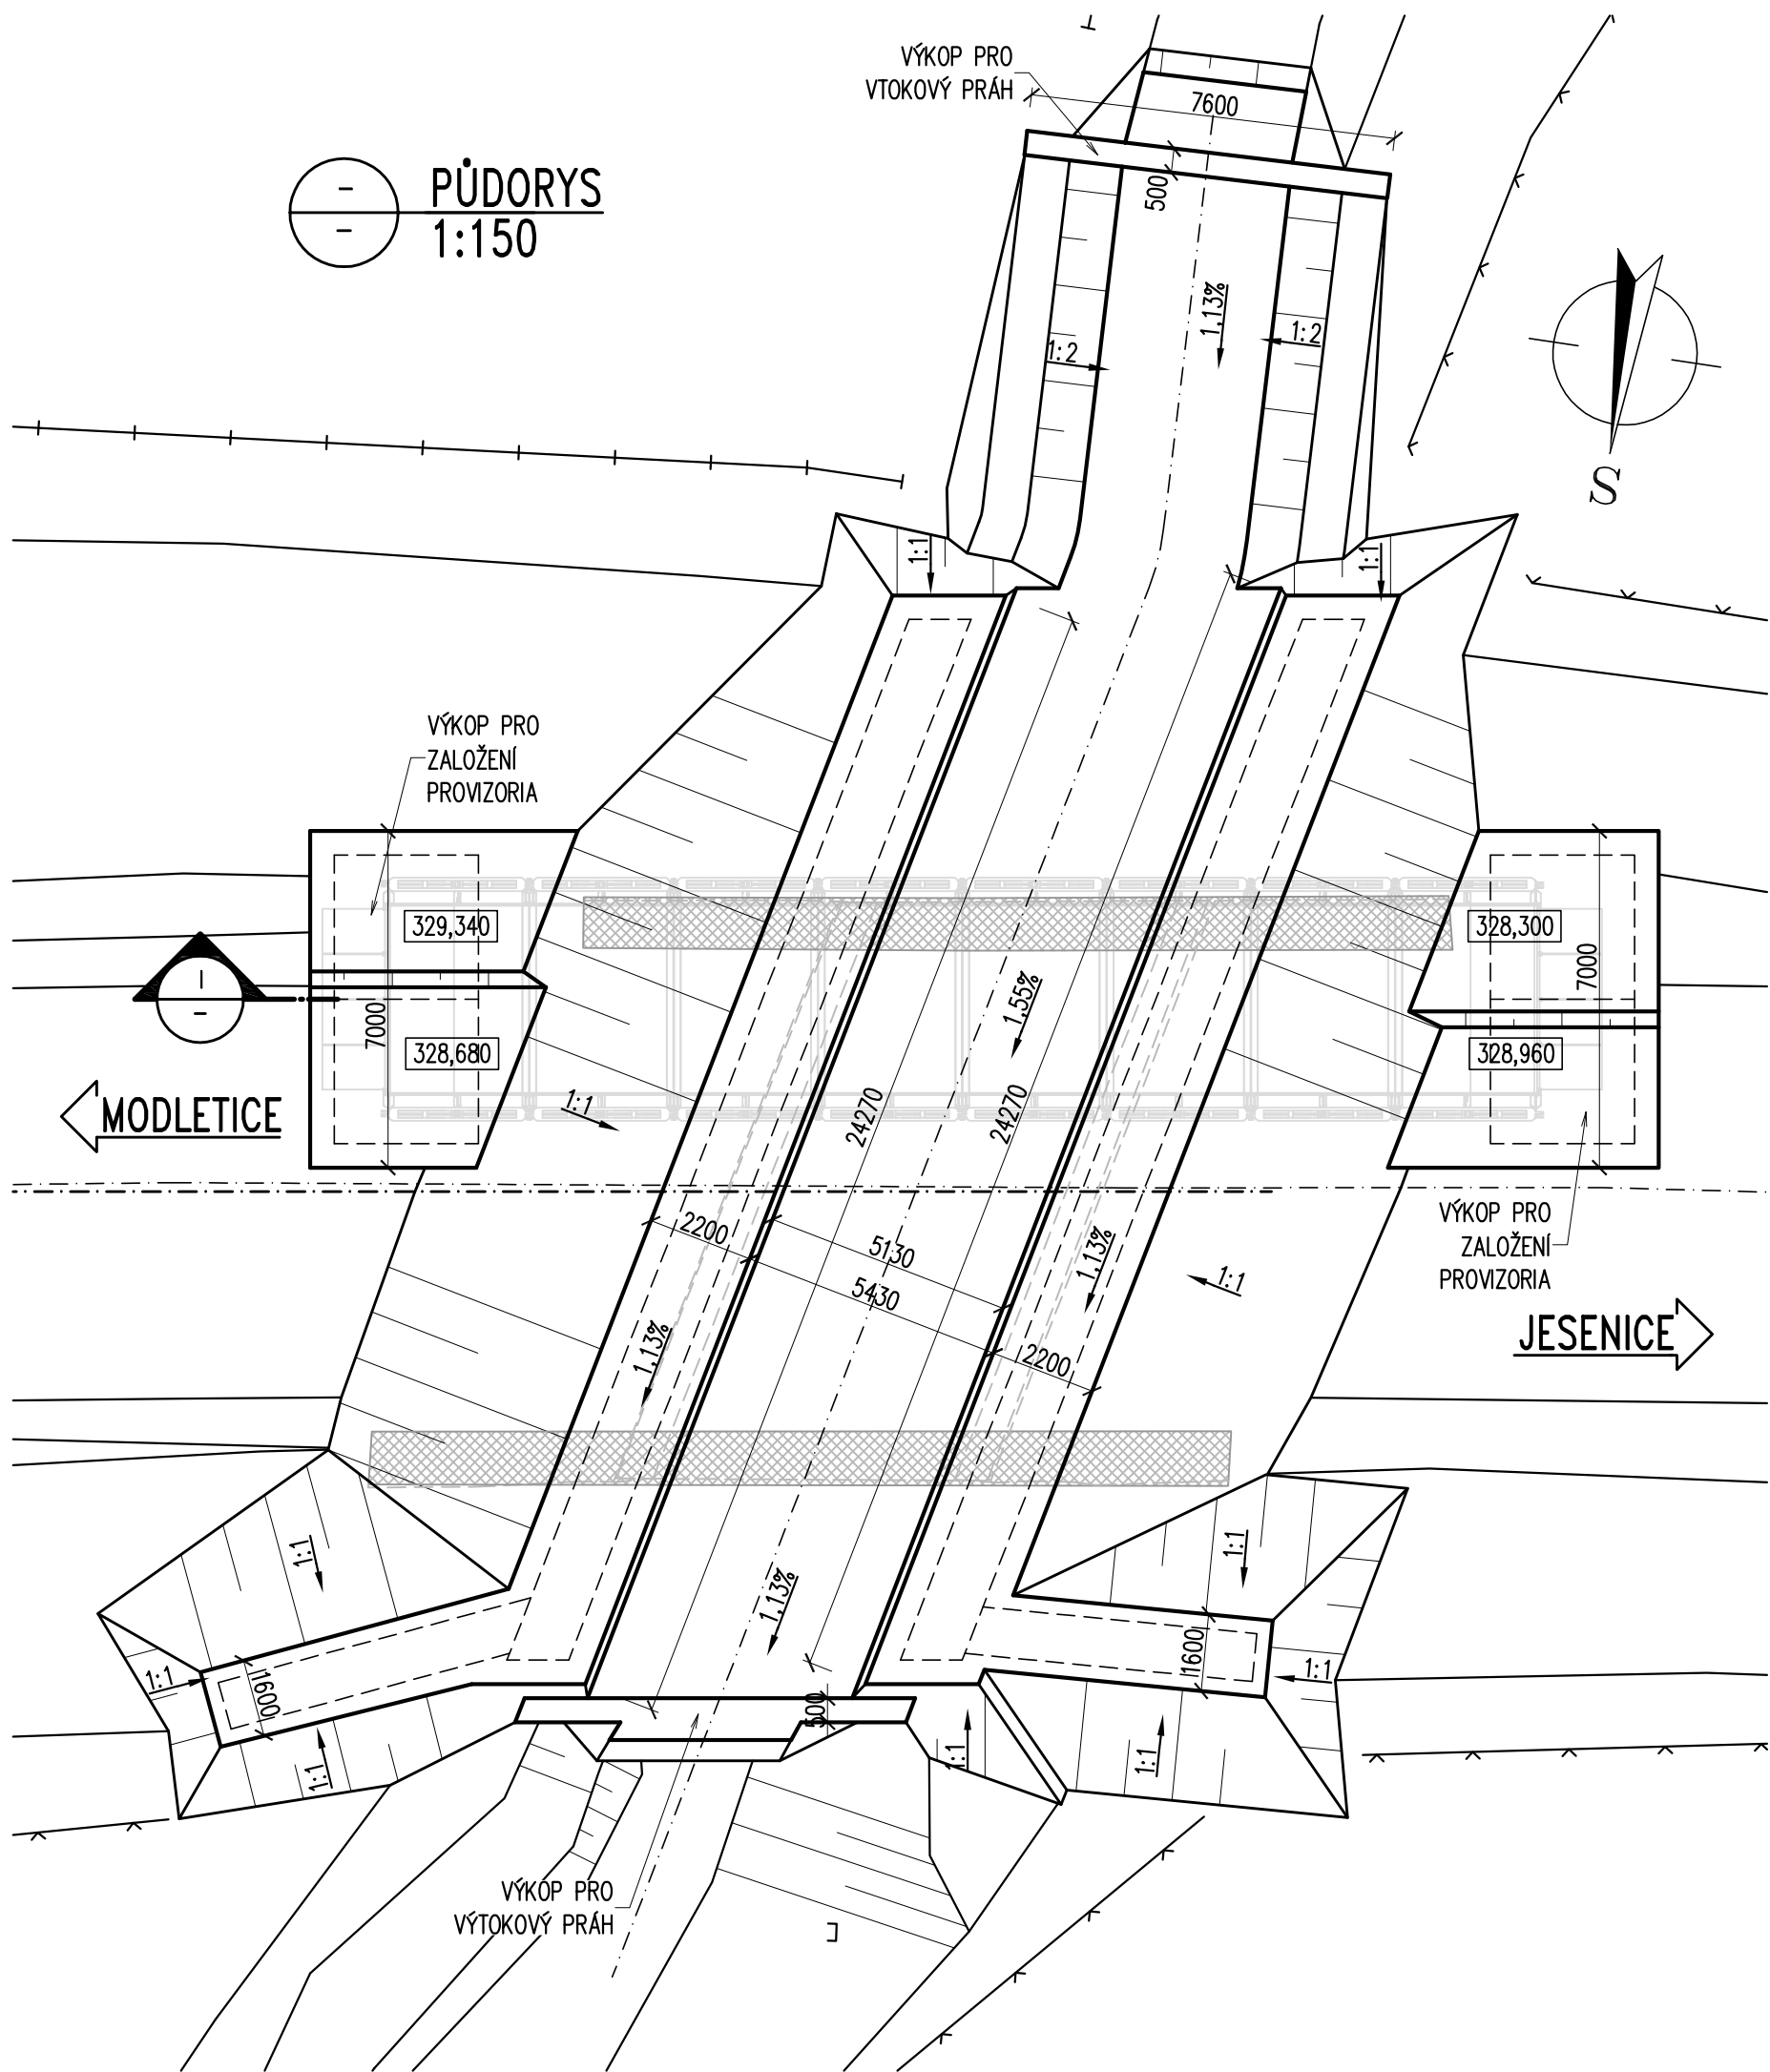 VÝKOP PRO
VTOKOVÝ PRÁH
7600
500
-
PŮDORYS
-
1:150
1,13%
1:2
1:2
S
1:1
1:1
VÝKOP PRO
ZALOŽENÍ
PROVIZORIA
329,340
328,300
7000
7000
-
-
328,680
328,960
1,55%
MODLETICE
1:1
24270
24270
VÝKOP PRO
ZALOŽENÍ
PROVIZORIA
2200
5130
5430
2200
1,13%
1,13%
1:1
JESENICE
1:1
1:1
1,13%
1600
1600
1:1
1:1
500
1:1
1:1
1:1
VÝKOP PRO
VÝTOKOVÝ PRÁH